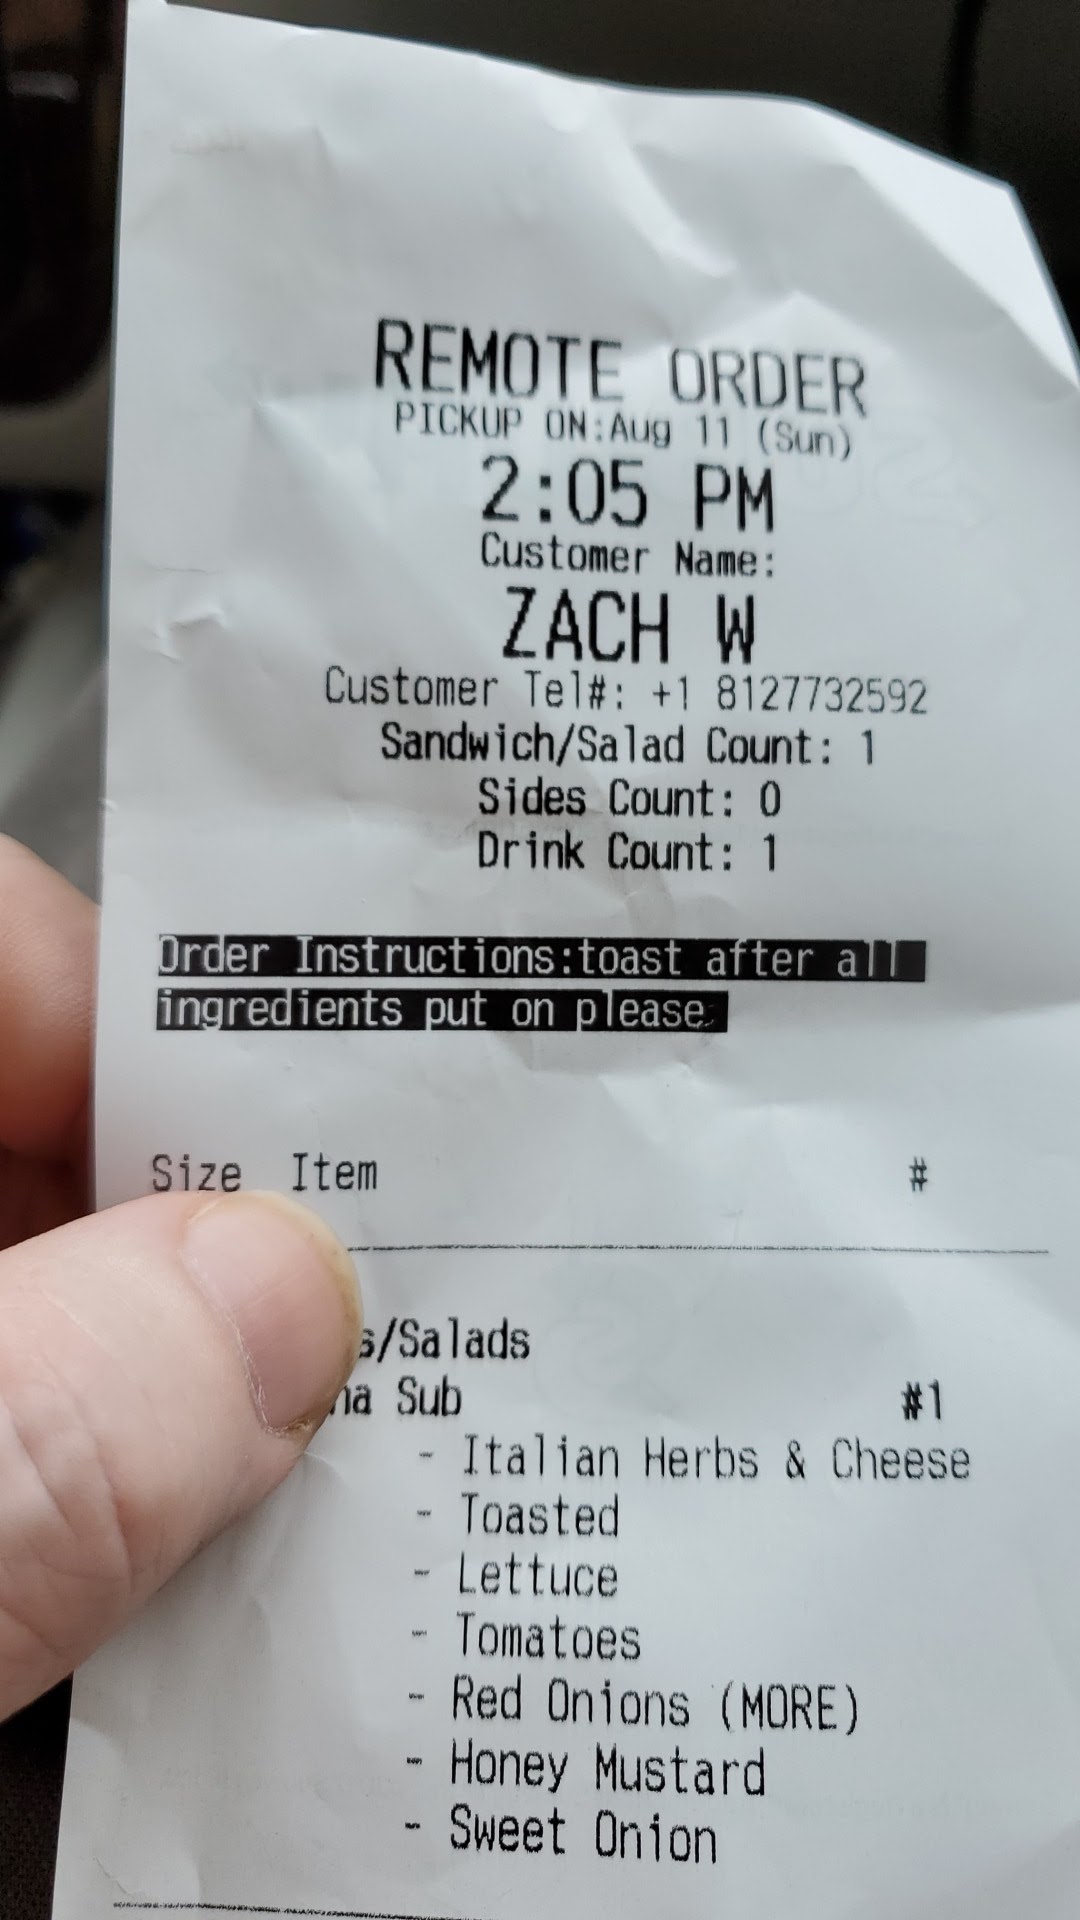 REMOTE ORDER
PICKUP ON:Aug 11 (Sun)
2:05 PM
Customer Name:
ZACH W
Customer Tel#: +1 8127732592
Sandwich/Salad Count: 1
Sides Count: 0
Drink Count: 1
Order Instructions:toast after all
ingredients put on please
Size Item #
s/Salads
na Sub #1
- Italian Herbs & Cheese
- Toasted
- Lettuce
- Tomatoes
- Red Onions (MORE)
- Honey Mustard
- Sweet Onion